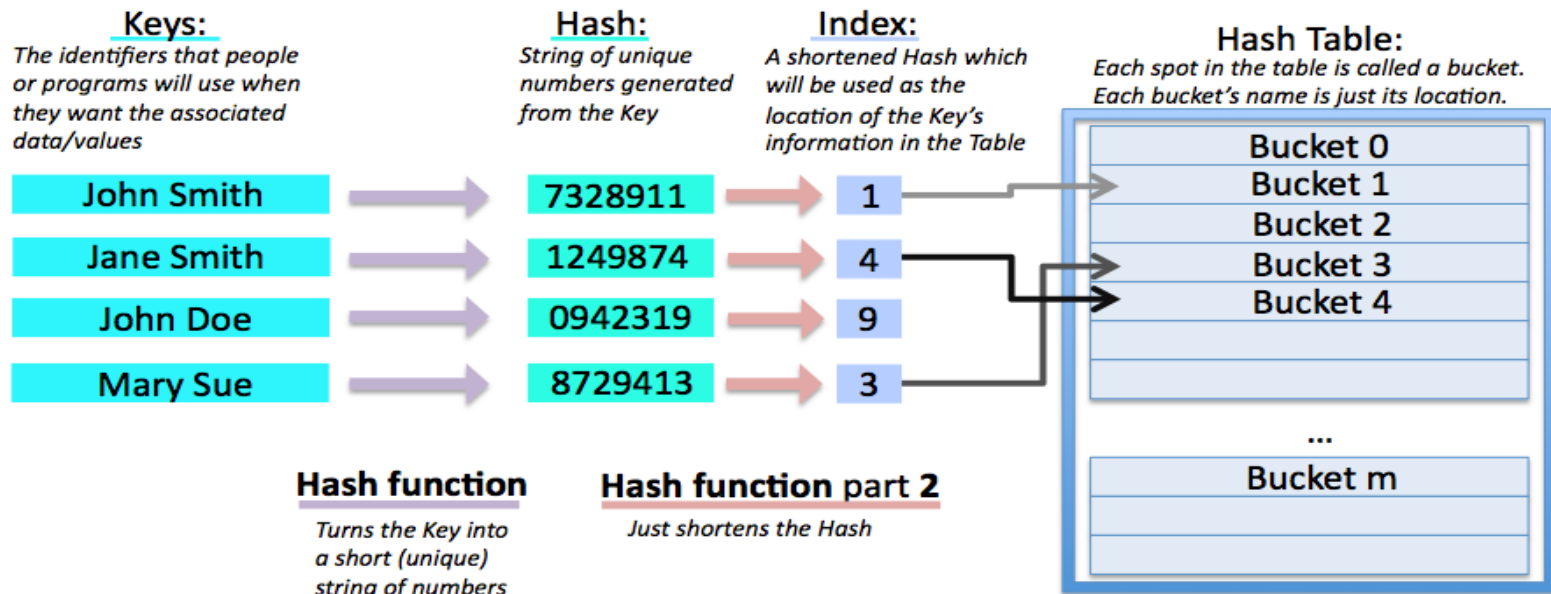 Keys:
The identifiers that people
or programs will use when
they want the associated
data/values
Hash:
String of unique
numbers generated
from the Key
Index:
A shortened Hash which
will be used as the
location of the Key's
information in the Table
Hash Table:
Each spot in the table is called a bucket.
Each bucket's name is just its location.
John Smith
7328911
1
Jane Smith
1249874
4
John Doe
0942319
9
Mary Sue
8729413
3
Bucket 0
Bucket 1
Bucket 2
Bucket 3
Bucket 4
...
Bucket m
Hash function
Turns the Key into
a short (unique)
string of numbers
Hash function part 2
Just shortens the Hash